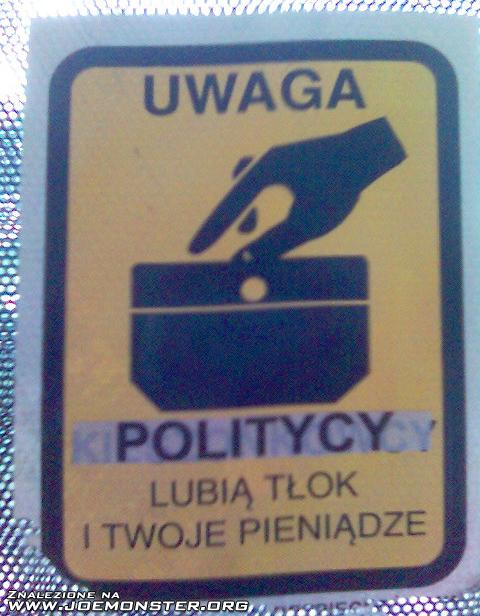 UWAGA
POLITYCY
LUBIĄ TŁOK
I TWOJE PIENIĄDZE
ZNALEZIONE NA
WWW.JOEMONSTER.ORG